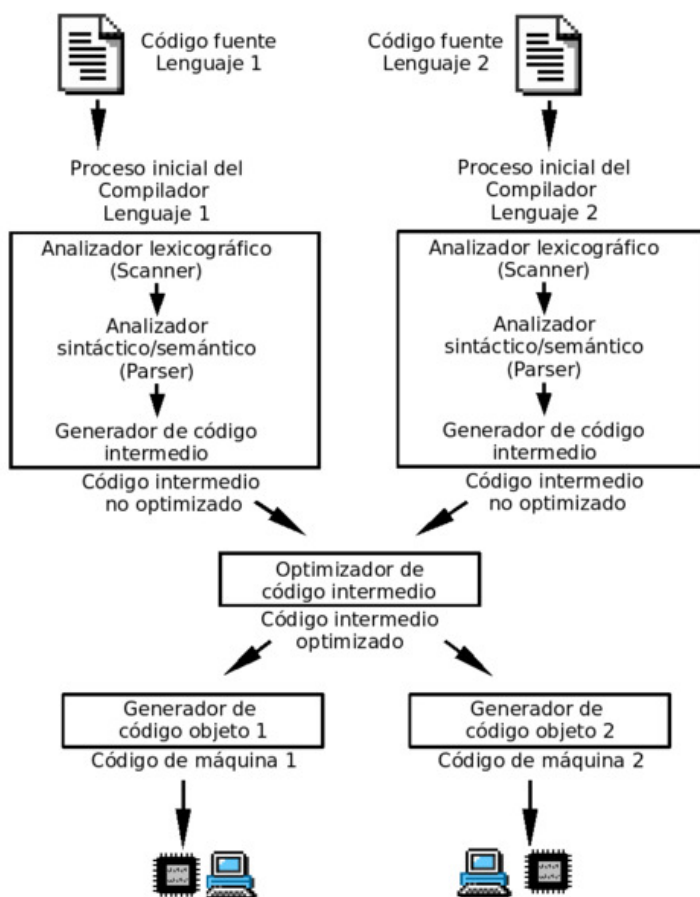 Código fuente
Lenguaje 1
Código fuente
Lenguaje 2
Proceso inicial del
Compilador
Lenguaje 1
Proceso inicial del
Compilador
Lenguaje 2
Analizador lexicográfico
(Scanner)
Analizador
sintáctico/semántico
(Parser)
Generador de código
intermedio
Analizador lexicográfico
(Scanner)
Analizador
sintáctico/semántico
(Parser)
Generador de código
intermedio
Código intermedio
no optimizado
Código intermedio
no optimizado
Optimizador de
código intermedio
Código intermedio
optimizado
Generador de
código objeto 1
Generador de
código objeto 2
Código de máquina 1
Código de máquina 2